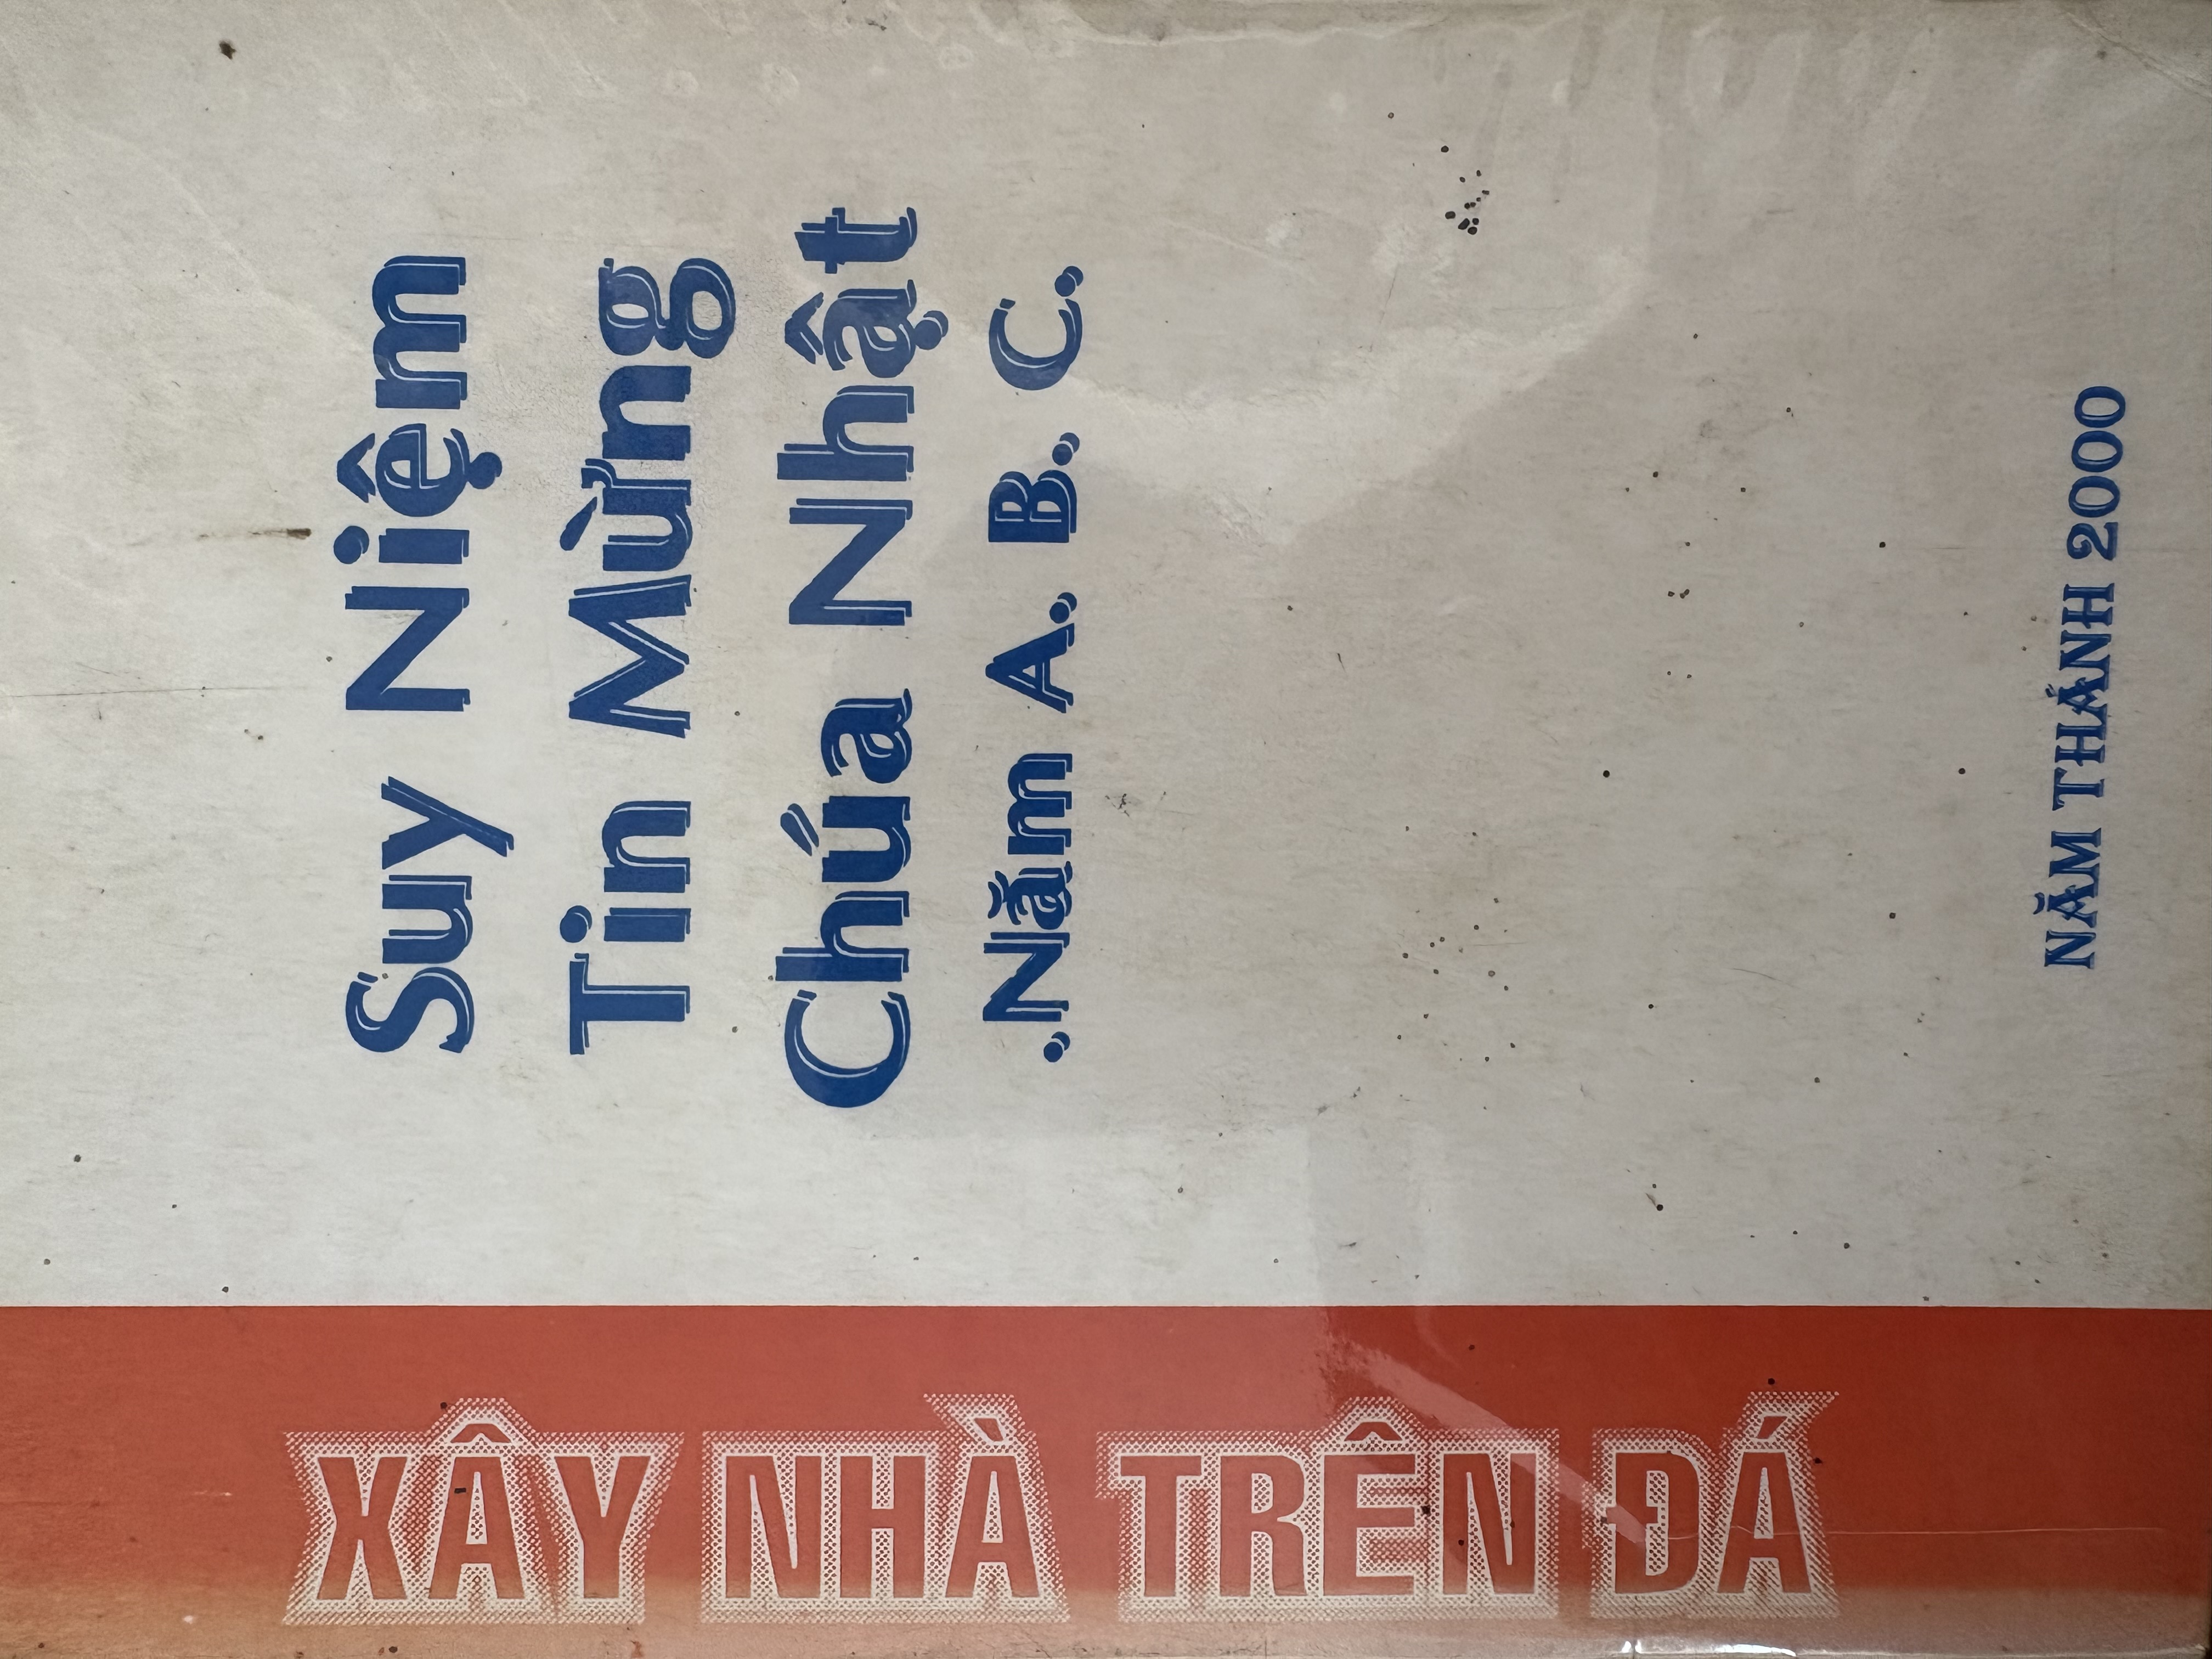 XÂY NHÀ TRÊN ĐÁ
Suy Niệm
Tin Mừng
Chúa Nhật
.Năm A. B. C.
NĂM THÁNH 2000